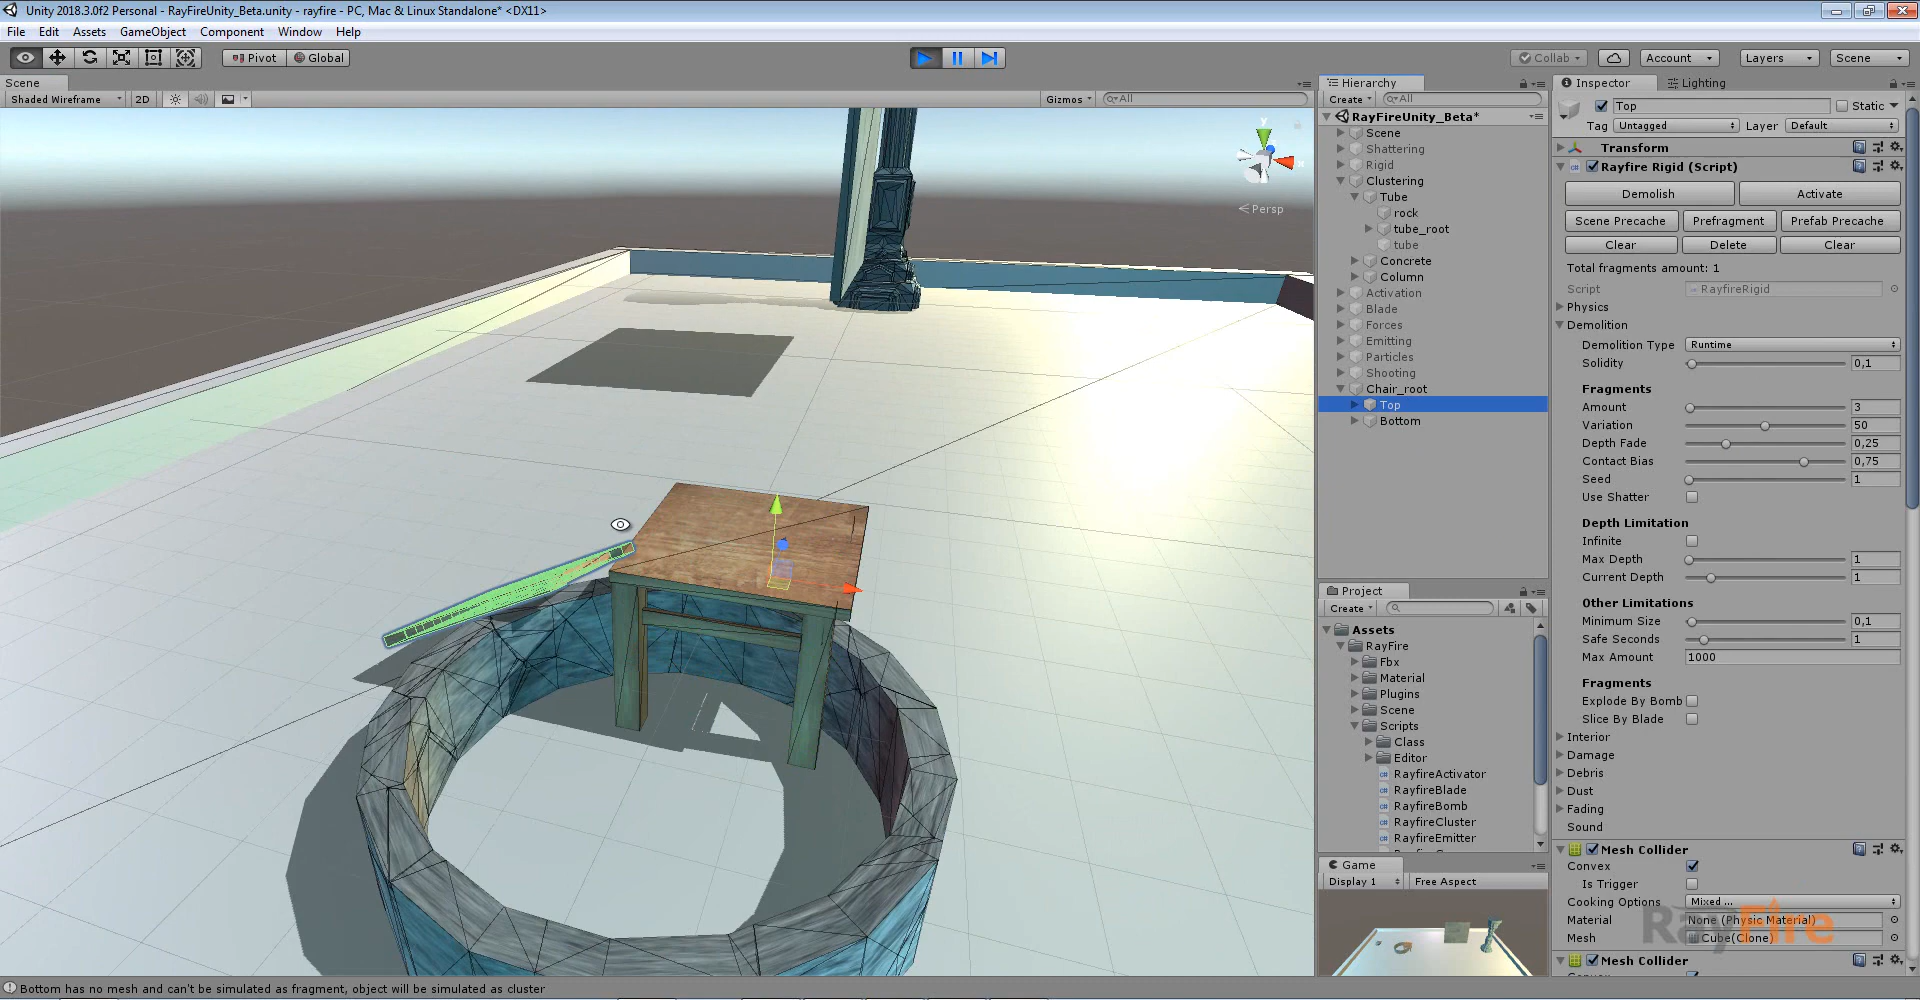 Unity 2018.3.0f2 Personal - RayFireUnity_Beta.unity - rayfire - PC, Mac & Linux Standalone* <DX11>
File Edit Assets GameObject Component Window Help
Pivot Global Collab Account Layers Scene
Scene
Shaded Wireframe 2D Gizmos All
Persp
Hierarchy
Create All
RayFireUnity_Beta*
Scene
Shattering
Rigid
Clustering
Tube
rock
tube_root
tube
Concrete
Column
Activation
Blade
Forces
Emitting
Particles
Shooting
Chair_root
Top
Bottom
Project
Create
Assets
RayFire
Fbx
Material
Plugins
Scene
Scripts
Class
Editor
RayfireActivator
RayfireBlade
RayfireBomb
RayfireCluster
RayfireEmitter
Game
Display 1 Free Aspect
Inspector Lighting
Top Static
Tag Untagged Layer Default
Transform
Rayfire Rigid (Script)
Demolish Activate
Scene Precache Prefragment Prefab Precache
Clear Delete Clear
Total fragments amount: 1
Script RayfireRigid
Physics
Demolition
Demolition Type Runtime
Solidity 0,1
Fragments
Amount 3
Variation 50
Depth Fade 0,25
Contact Bias 0,75
Seed 1
Use Shatter
Depth Limitation
Infinite
Max Depth 1
Current Depth 1
Other Limitations
Minimum Size 0,1
Safe Seconds 1
Max Amount 1000
Fragments
Explode By Bomb
Slice By Blade
Interior
Damage
Debris
Dust
Fading
Sound
Mesh Collider
Convex
Is Trigger
Cooking Options Mixed ...
Material None (Physic Material)
Mesh Cube(Clone)
RayFire
Mesh Collider
Bottom has no mesh and can't be simulated as fragment, object will be simulated as cluster